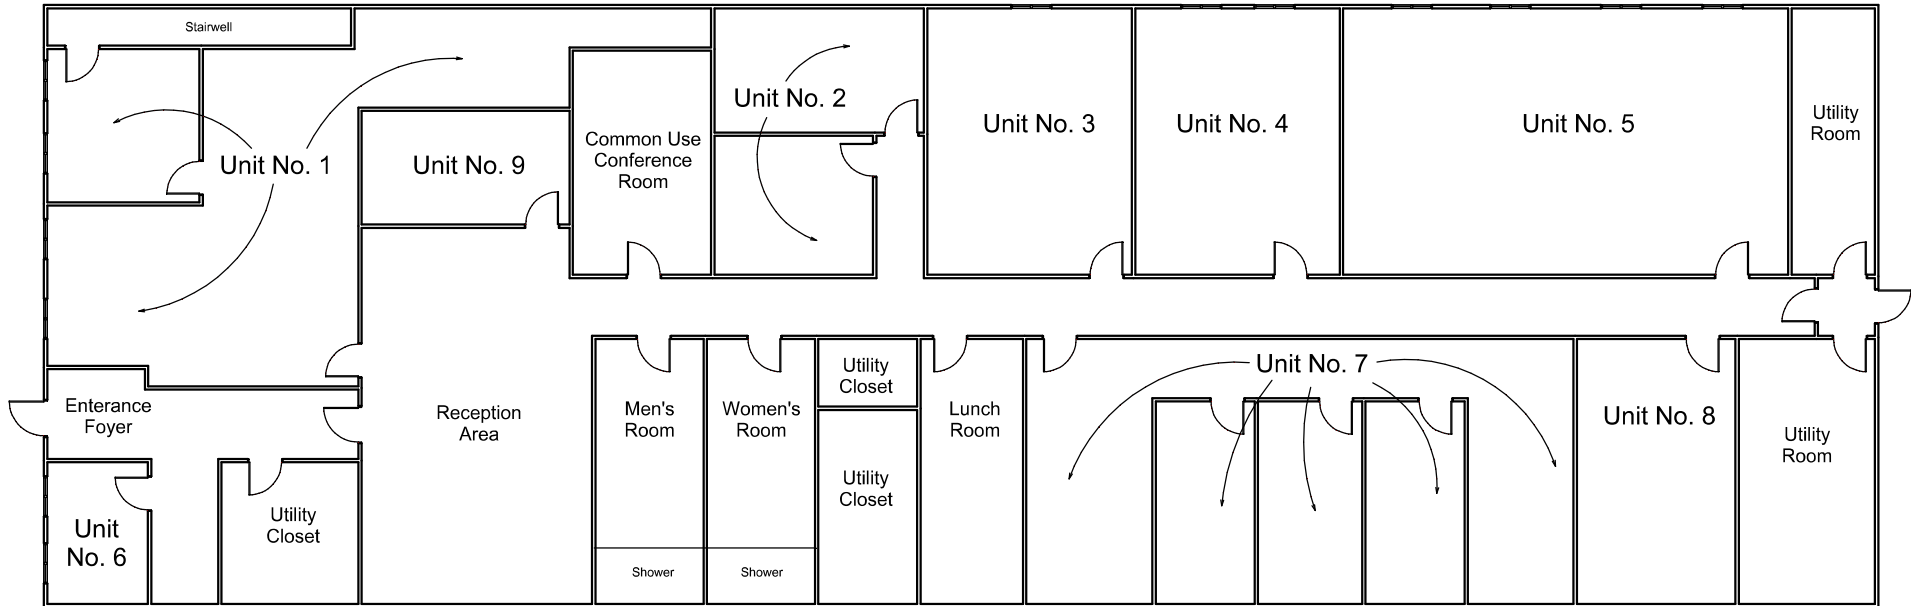 Stairwell
Unit No. 1
Unit No. 9
Common Use
Conference
Room
Unit No. 2
Unit No. 3
Unit No. 4
Unit No. 5
Utility
Room
Enterance
Foyer
Unit
No. 6
Utility
Closet
Reception
Area
Men's
Room
Shower
Women's
Room
Shower
Utility
Closet
Utility
Closet
Lunch
Room
Unit No. 7
Unit No. 8
Utility
Room